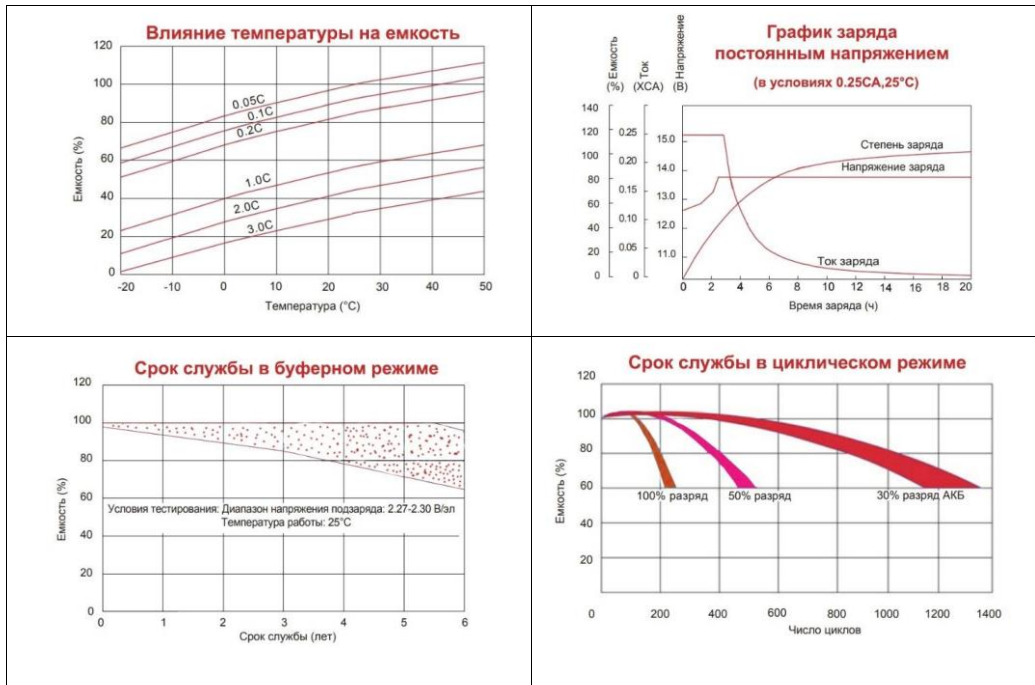 Влияние температуры на емкость
120
100
80
60
40
20
0
Емкость (%)
0.05C
0.1C
0.2C
1.0C
2.0C
3.0C
-20 -10 0 10 20 30 40 50
Температура (°C)
График заряда
постоянным напряжением
(в условиях 0.25CA,25°C)
Емкость
(%)
Ток
(XCA)
Напряжение
(В)
140
120
100
80
60
40
20
0
0.25
0.20
0.15
0.10
0.05
0
15.0
14.0
13.0
12.0
11.0
Степень заряда
Напряжение заряда
Ток заряда
0 2 4 6 8 10 12 14 16 18 20
Время заряда (ч)
Срок службы в буферном режиме
120
100
80
60
40
20
0
Емкость (%)
Условия тестирования: Диапазон напряжения подзаряда: 2.27-2.30 В/эл
Температура работы: 25°C
0 1 2 3 4 5 6
Срок службы (лет)
Срок службы в циклическом режиме
120
100
80
60
40
20
Емкость (%)
100% разряд
50% разряд
30% разряд АКБ
0 200 400 600 800 1000 1200 1400
Число циклов